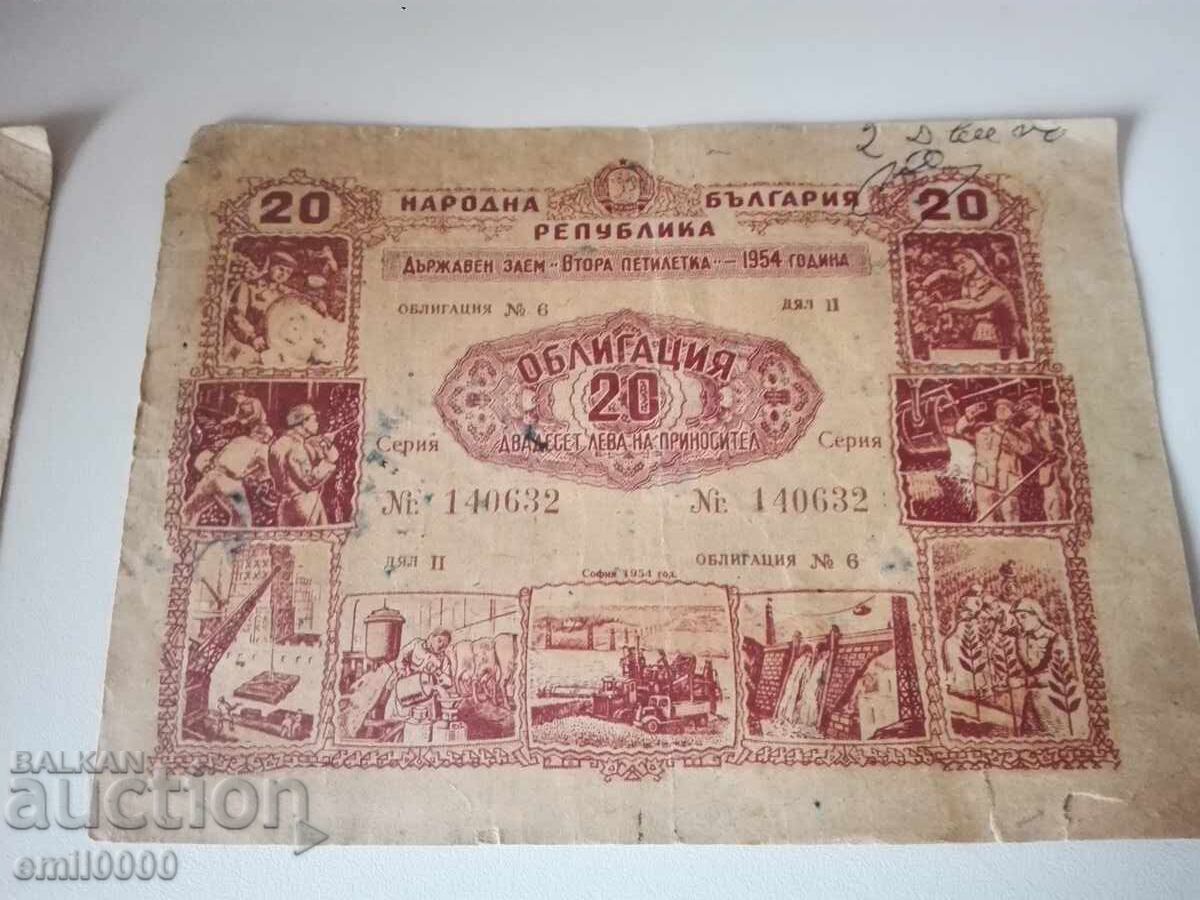 20 НАРОДНА БЪЛГАРИЯ 20
РЕПУБЛИКА
ДЪРЖАВЕН ЗАЕМ "ВТОРА ПЕТИЛЕТКА" – 1954 ГОДИНА
ОБЛИГАЦИЯ № 6 ДЯЛ II
ОБЛИГАЦИЯ
20
ДВАДЕСЕТ ЛЕВА НА ПРИНОСИТЕЛ
Серия Серия
№: 140632 №: 140632
ДЯЛ II ОБЛИГАЦИЯ № 6
София 1954 год.
BALKAN
auction
emil0000